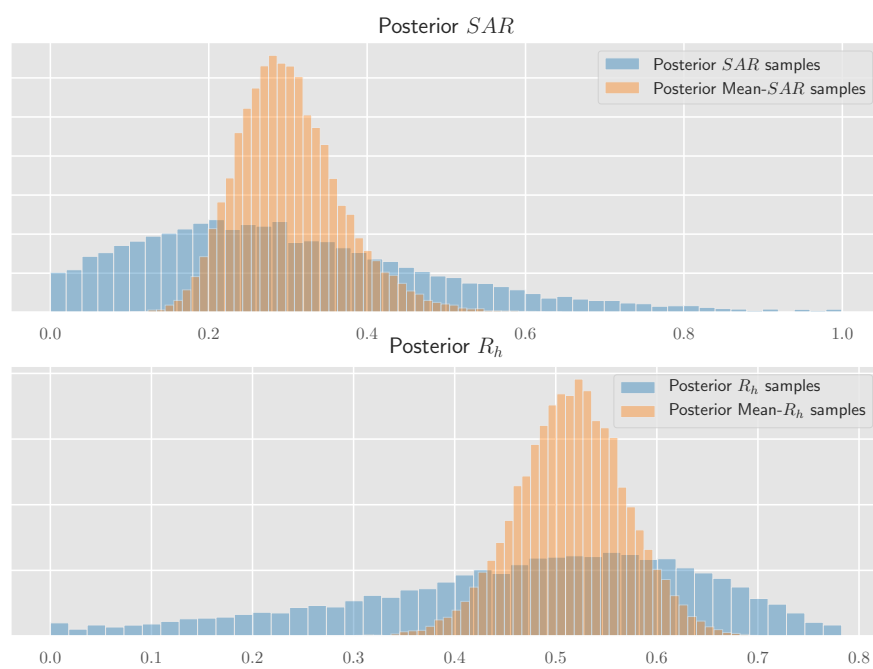 Posterior SAR
Posterior SAR samples
Posterior Mean-SAR samples
0.0 0.2 0.4 0.6 0.8 1.0
Posterior R_h
Posterior R_h samples
Posterior Mean-R_h samples
0.0 0.1 0.2 0.3 0.4 0.5 0.6 0.7 0.8